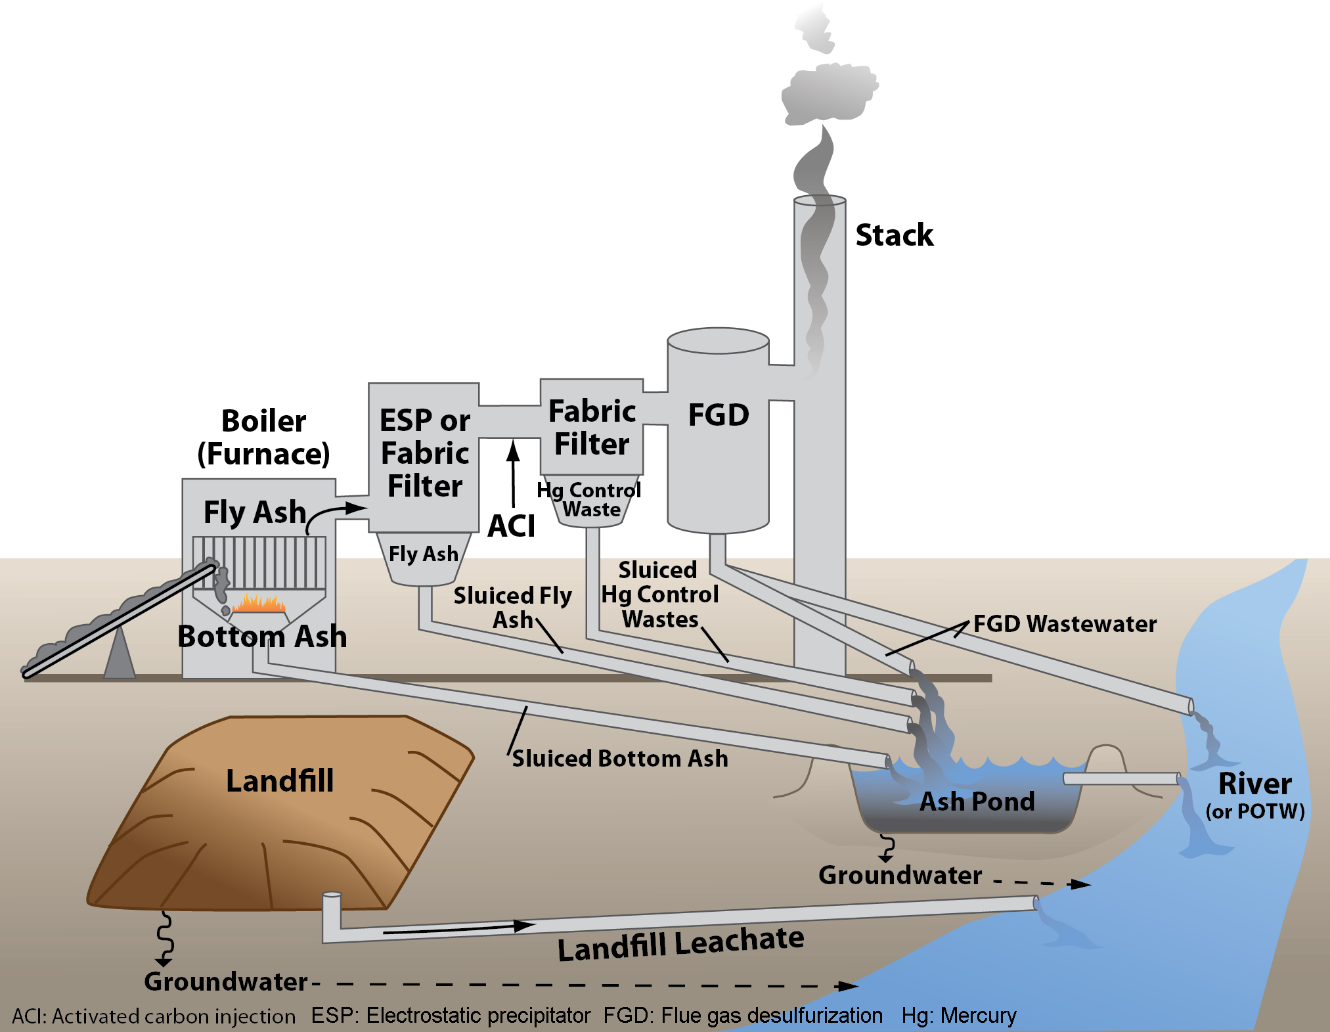 Stack
Boiler
(Furnace)
Fly Ash
Bottom Ash
ESP or
Fabric
Filter
Fly Ash
ACI
Fabric
Filter
Hg Control
Waste
FGD
Sluiced Fly
Ash
Sluiced
Hg Control
Wastes
FGD Wastewater
Sluiced Bottom Ash
Landfill
Ash Pond
River
(or POTW)
Groundwater
Landfill Leachate
Groundwater
ACI: Activated carbon injection ESP: Electrostatic precipitator FGD: Flue gas desulfurization Hg: Mercury